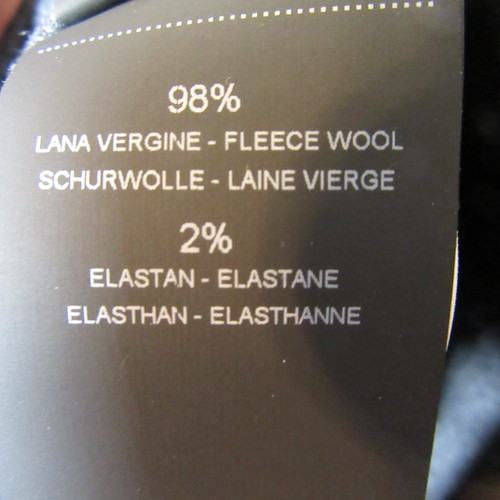 98%
LANA VERGINE - FLEECE WOOL
SCHURWOLLE - LAINE VIERGE
2%
ELASTAN - ELASTANE
ELASTHAN - ELASTHANNE